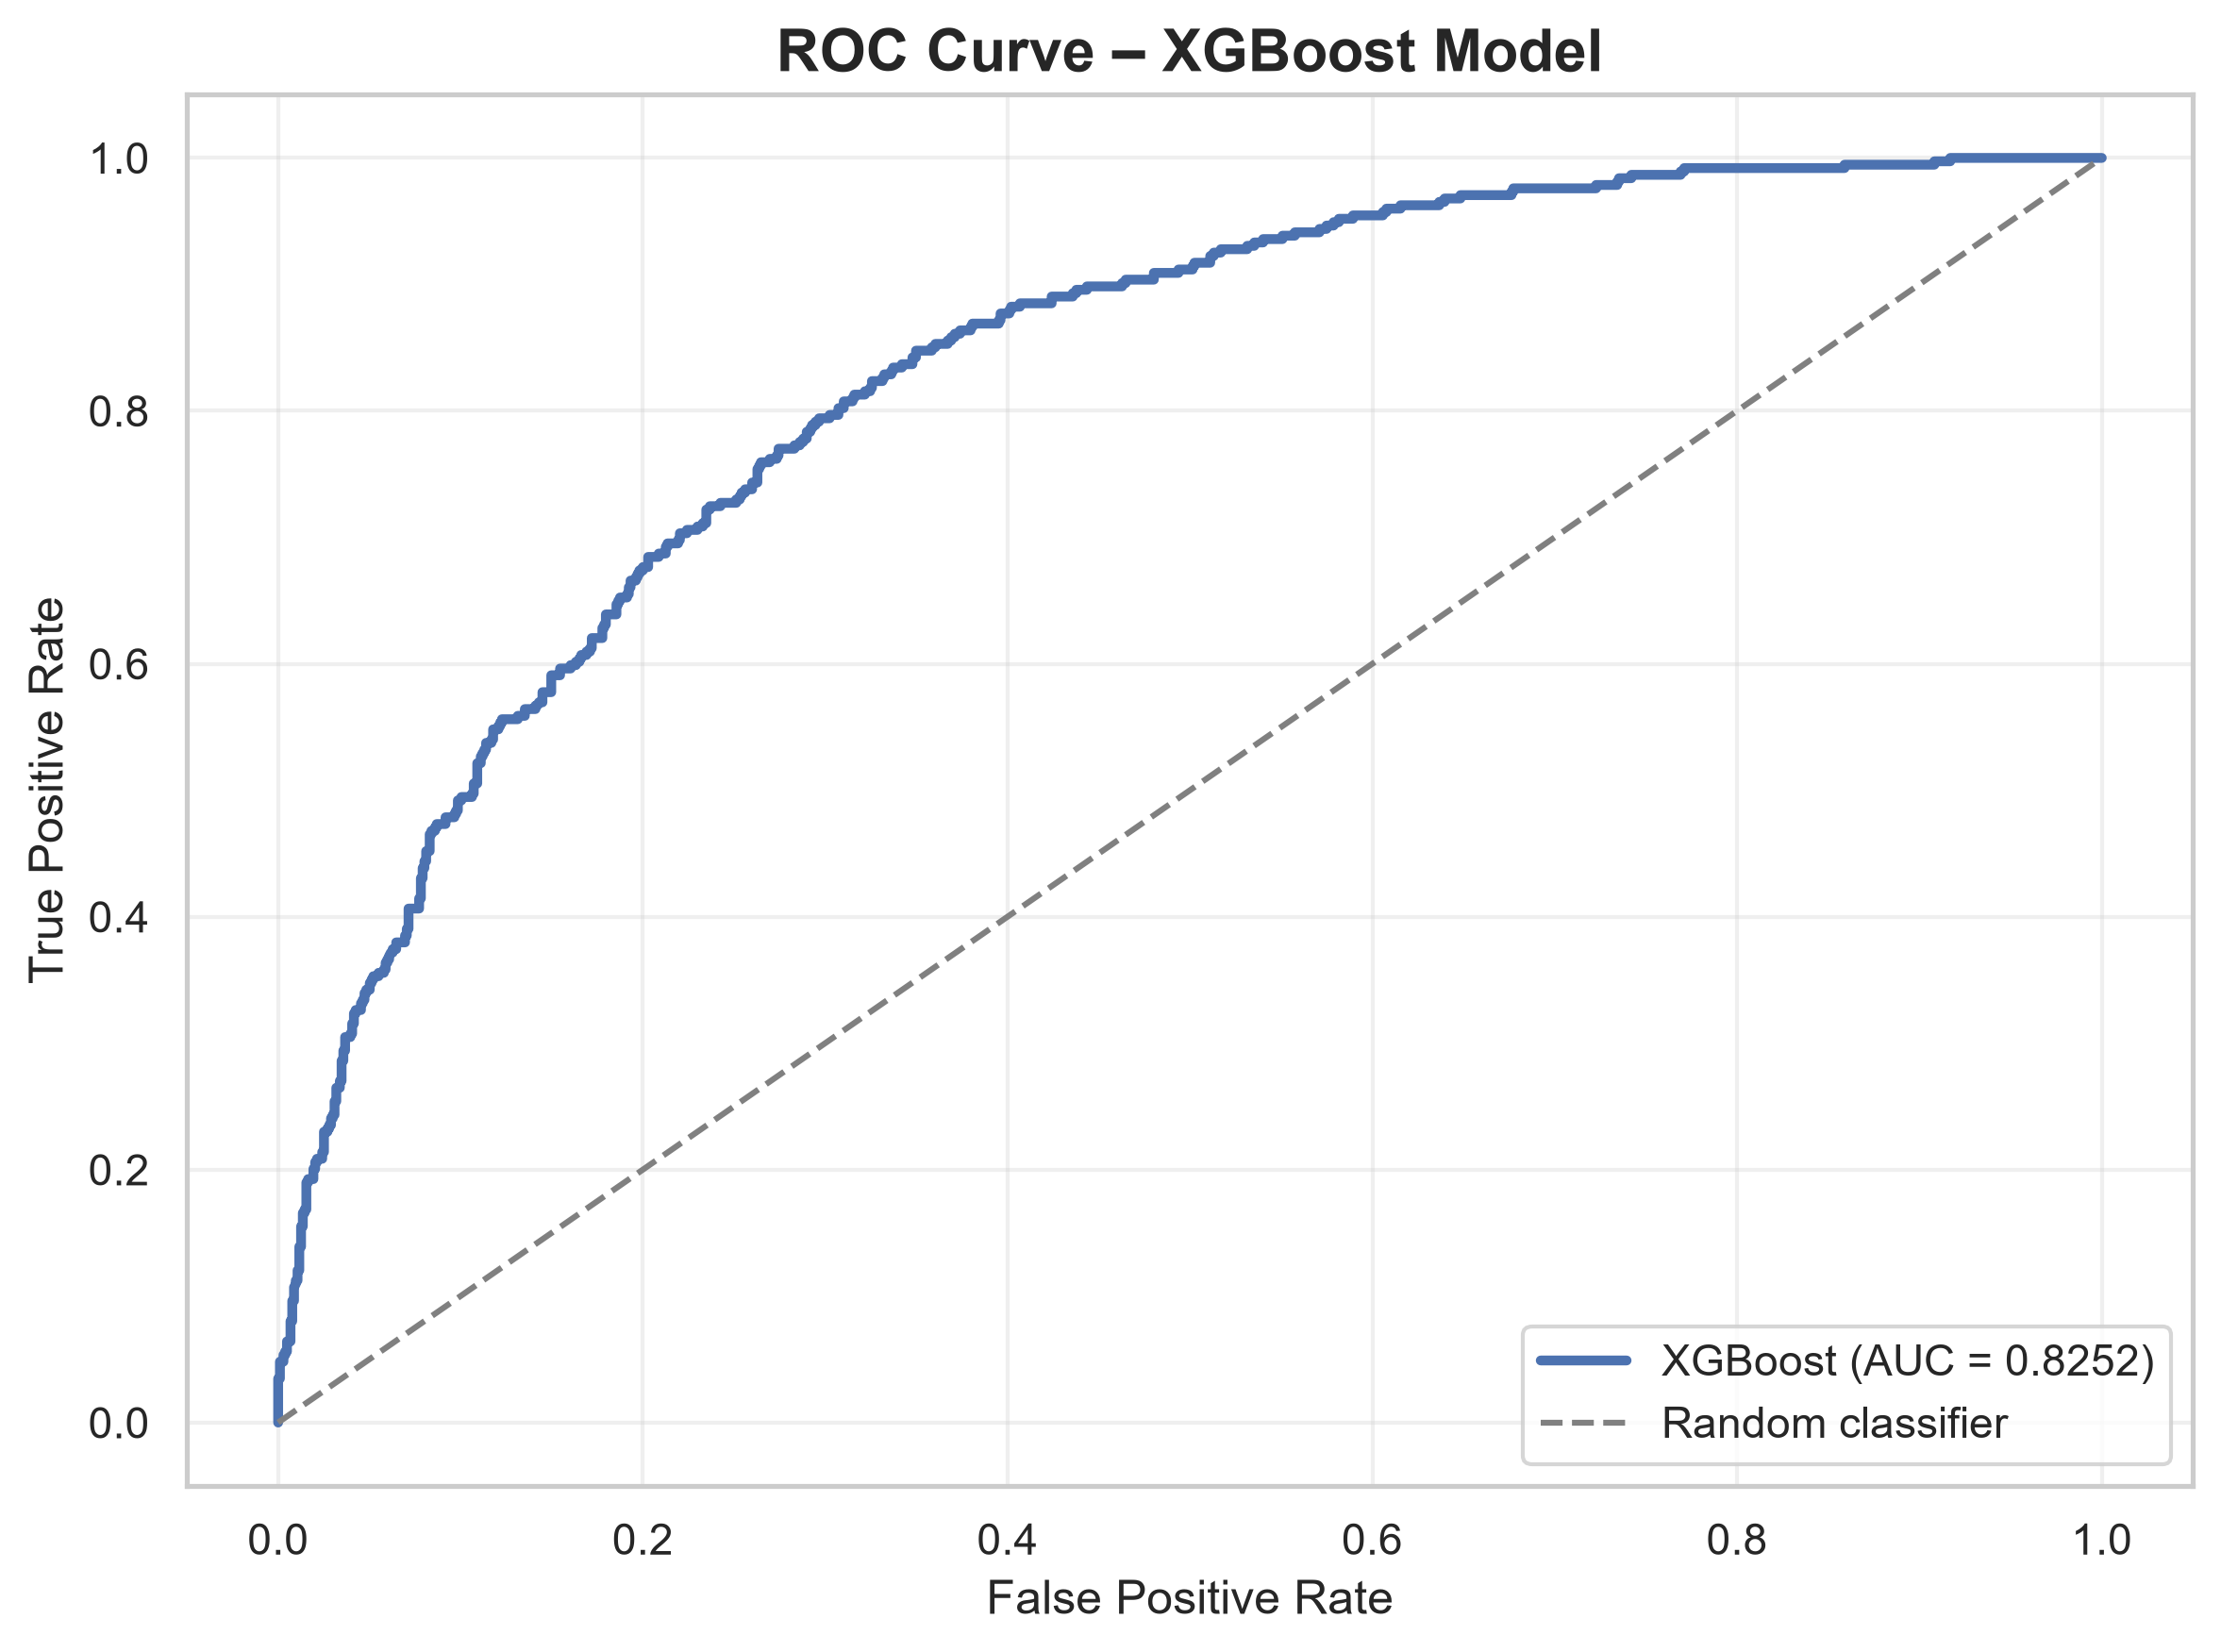 ROC Curve – XGBoost Model
True Positive Rate
1.0
0.8
0.6
0.4
0.2
0.0
XGBoost (AUC = 0.8252)
Random classifier
0.0 0.2 0.4 0.6 0.8 1.0
False Positive Rate